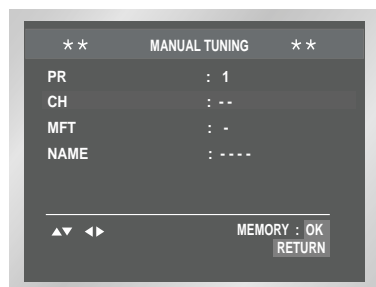 ** MANUAL TUNING **
PR : 1
CH : --
MFT : -
NAME : ----
▲▼ ◀▶ MEMORY : OK
RETURN